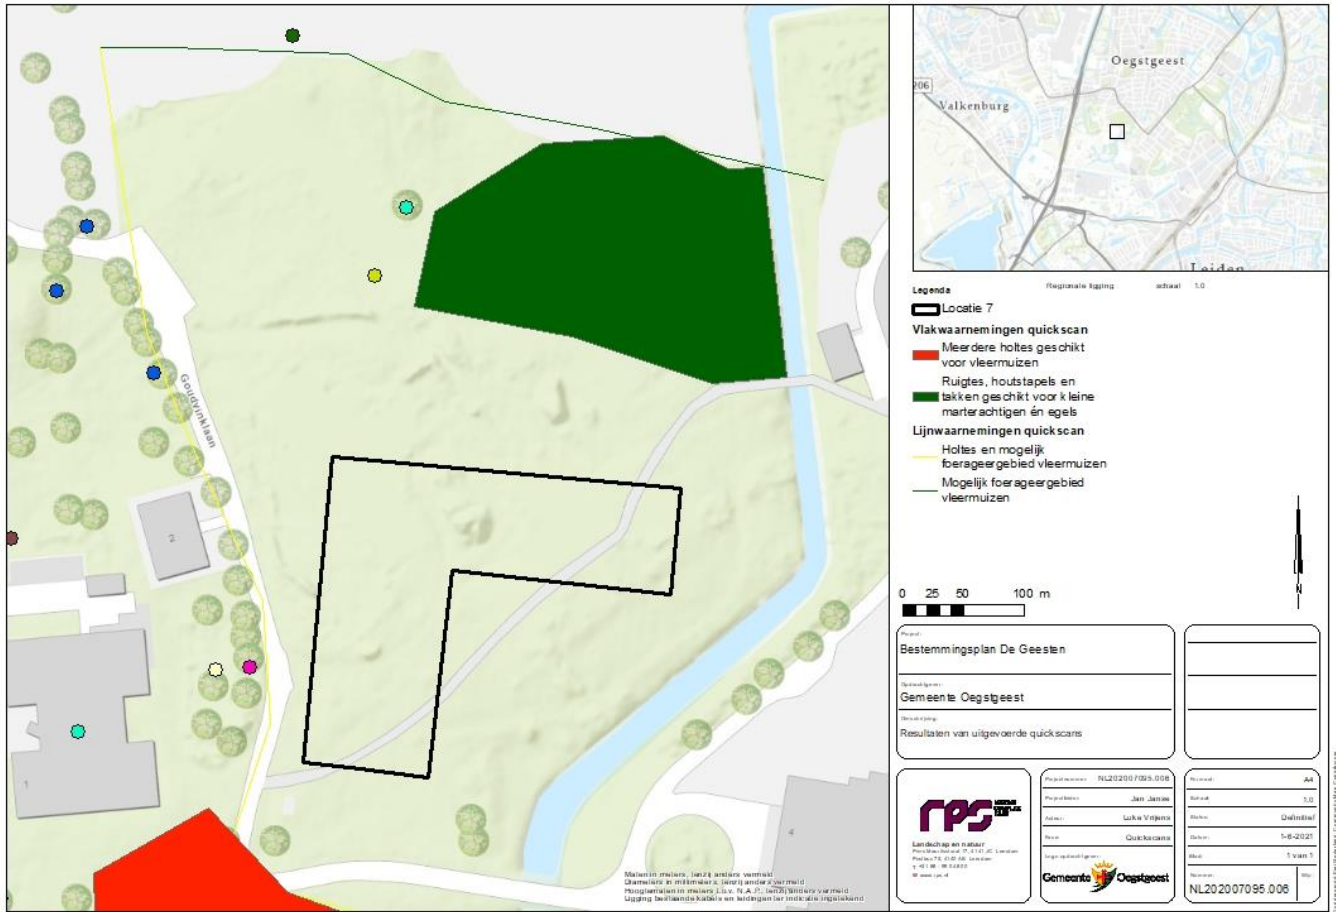 Goudvinklaan
2
1
4
Maten in meters, tenzij anders vermeld
Diameters in millimeters, tenzij anders vermeld
Hoogtematen in meters t.o.v. N.A.P., tenzij anders vermeld
Ligging bestaande kabels en leidingen ter indicatie ingetekend
Oegstgeest
206
Valkenburg
Leiden
Regionale ligging schaal 1:0
Legenda
Locatie 7
Vlakwaarnemingen quickscan
Meerdere holtes geschikt
voor vleermuizen
Ruigtes, houtstapels en
takken geschikt voor kleine
marterachtigen én egels
Lijnwaarnemingen quickscan
Holtes en mogelijk
foerageergebied vleermuizen
Mogelijk foerageergebied
vleermuizen
N
0 25 50 100 m
Project:
Bestemmingsplan De Geesten
Opdrachtgever:
Gemeente Oegstgeest
Omschrijving:
Resultaten van uitgevoerde quickscans
rps
Landschap en natuur
Projectnummer: NL202007095.006
Projectleider: Jan Janse
Auteur: Luke Vrijens
Fase: Quickscans
Logo opdrachtgever:
Gemeente Oegstgeest
Formaat: A4
Schaal: 1:0
Status: Definitief
Datum: 1-6-2021
Blad: 1 van 1
Nummer:
NL202007095.006